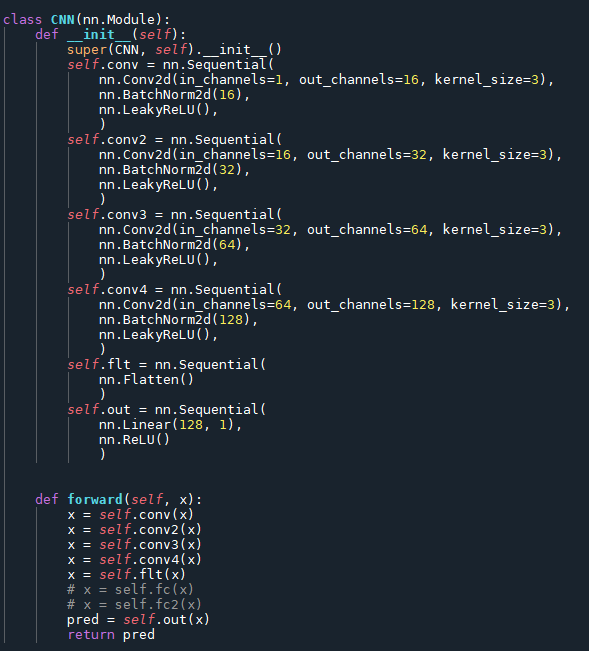 class CNN(nn.Module):
    def __init__(self):
        super(CNN, self).__init__()
        self.conv = nn.Sequential(
            nn.Conv2d(in_channels=1, out_channels=16, kernel_size=3),
            nn.BatchNorm2d(16),
            nn.LeakyReLU(),
            )
        self.conv2 = nn.Sequential(
            nn.Conv2d(in_channels=16, out_channels=32, kernel_size=3),
            nn.BatchNorm2d(32),
            nn.LeakyReLU(),
            )
        self.conv3 = nn.Sequential(
            nn.Conv2d(in_channels=32, out_channels=64, kernel_size=3),
            nn.BatchNorm2d(64),
            nn.LeakyReLU(),
            )
        self.conv4 = nn.Sequential(
            nn.Conv2d(in_channels=64, out_channels=128, kernel_size=3),
            nn.BatchNorm2d(128),
            nn.LeakyReLU(),
            )
        self.flt = nn.Sequential(
            nn.Flatten()
            )
        self.out = nn.Sequential(
            nn.Linear(128, 1),
            nn.ReLU()
            )
    def forward(self, x):
        x = self.conv(x)
        x = self.conv2(x)
        x = self.conv3(x)
        x = self.conv4(x)
        x = self.flt(x)
        # x = self.fc(x)
        # x = self.fc2(x)
        pred = self.out(x)
        return pred